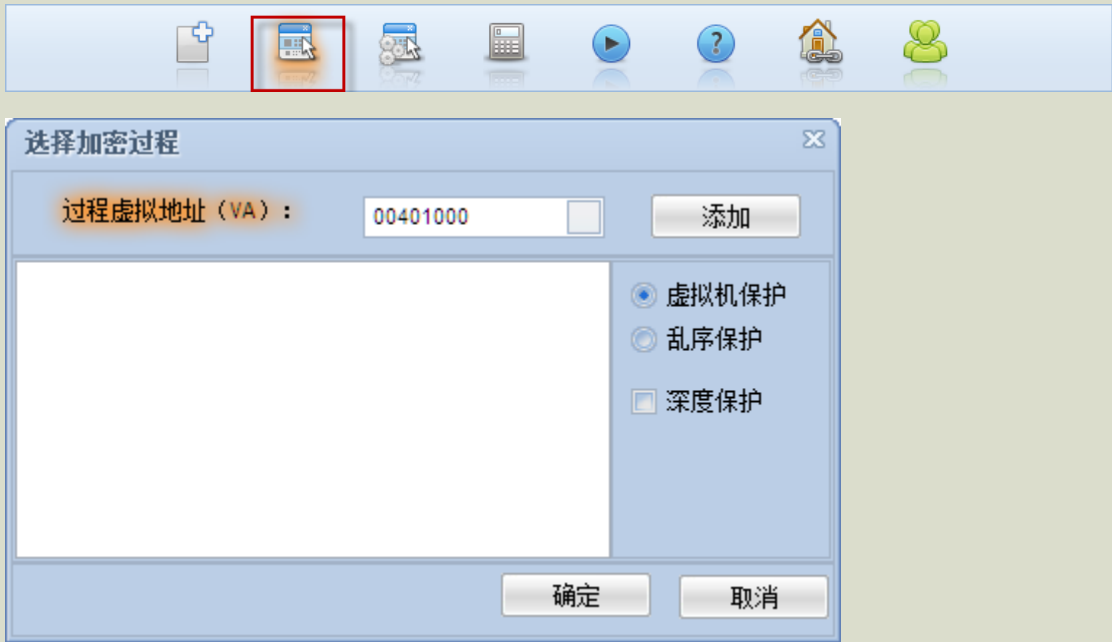 选择加密过程
过程虚拟地址（VA）：
00401000
添加
虚拟机保护
乱序保护
深度保护
确定
取消